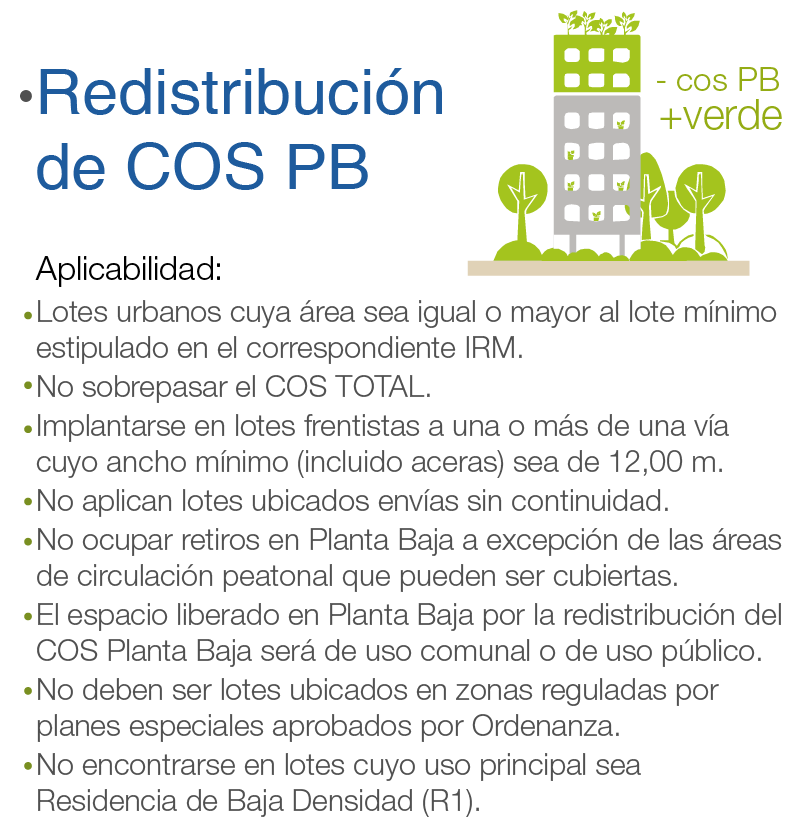 •Redistribución
de COS PB
- cos PB
+verde
Aplicabilidad:
•Lotes urbanos cuya área sea igual o mayor al lote mínimo
estipulado en el correspondiente IRM.
•No sobrepasar el COS TOTAL.
•Implantarse en lotes frentistas a una o más de una vía
cuyo ancho mínimo (incluido aceras) sea de 12,00 m.
•No aplican lotes ubicados envías sin continuidad.
•No ocupar retiros en Planta Baja a excepción de las áreas
de circulación peatonal que pueden ser cubiertas.
•El espacio liberado en Planta Baja por la redistribución del
COS Planta Baja será de uso comunal o de uso público.
•No deben ser lotes ubicados en zonas reguladas por
planes especiales aprobados por Ordenanza.
•No encontrarse en lotes cuyo uso principal sea
Residencia de Baja Densidad (R1).